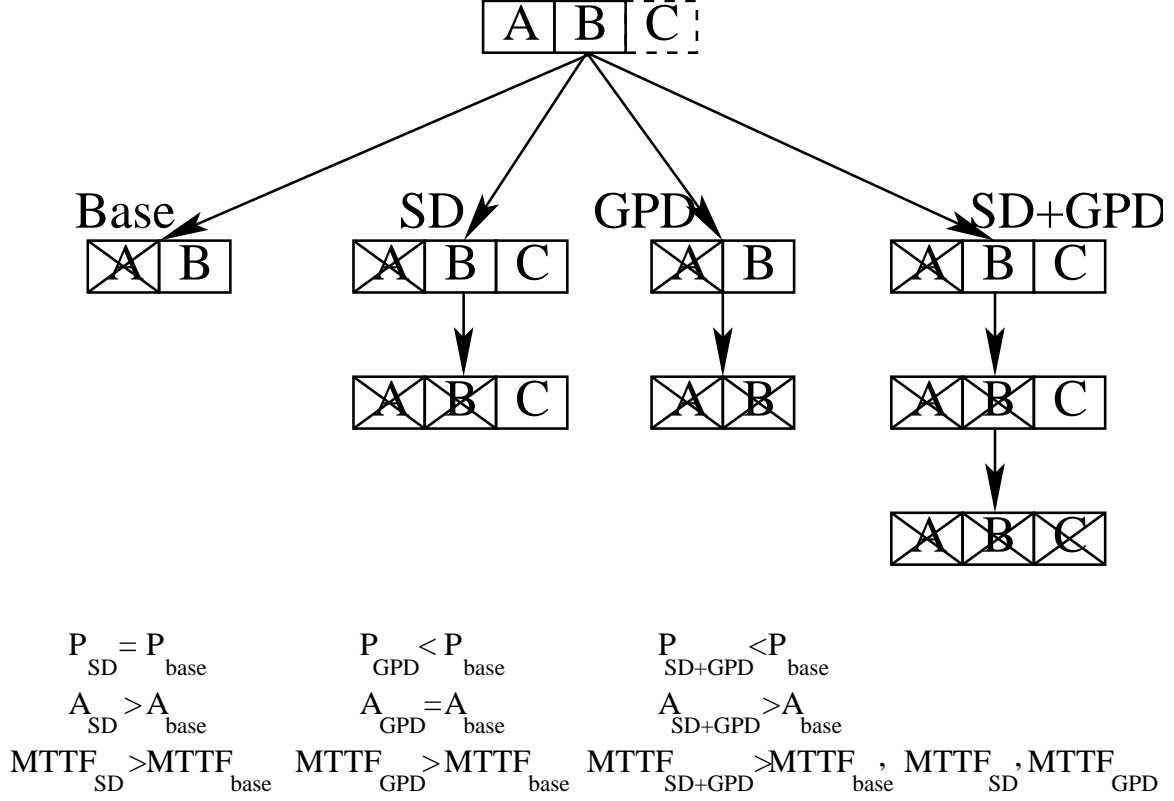 A B C
Base SD GPD SD+GPD
A B A B C A B A B C
A B C A B A B C
A B C
P_SD = P_base P_GPD < P_base P_SD+GPD < P_base
A_SD > A_base A_GPD = A_base A_SD+GPD > A_base
MTTF_SD > MTTF_base MTTF_GPD > MTTF_base MTTF_SD+GPD > MTTF_base, MTTF_SD, MTTF_GPD